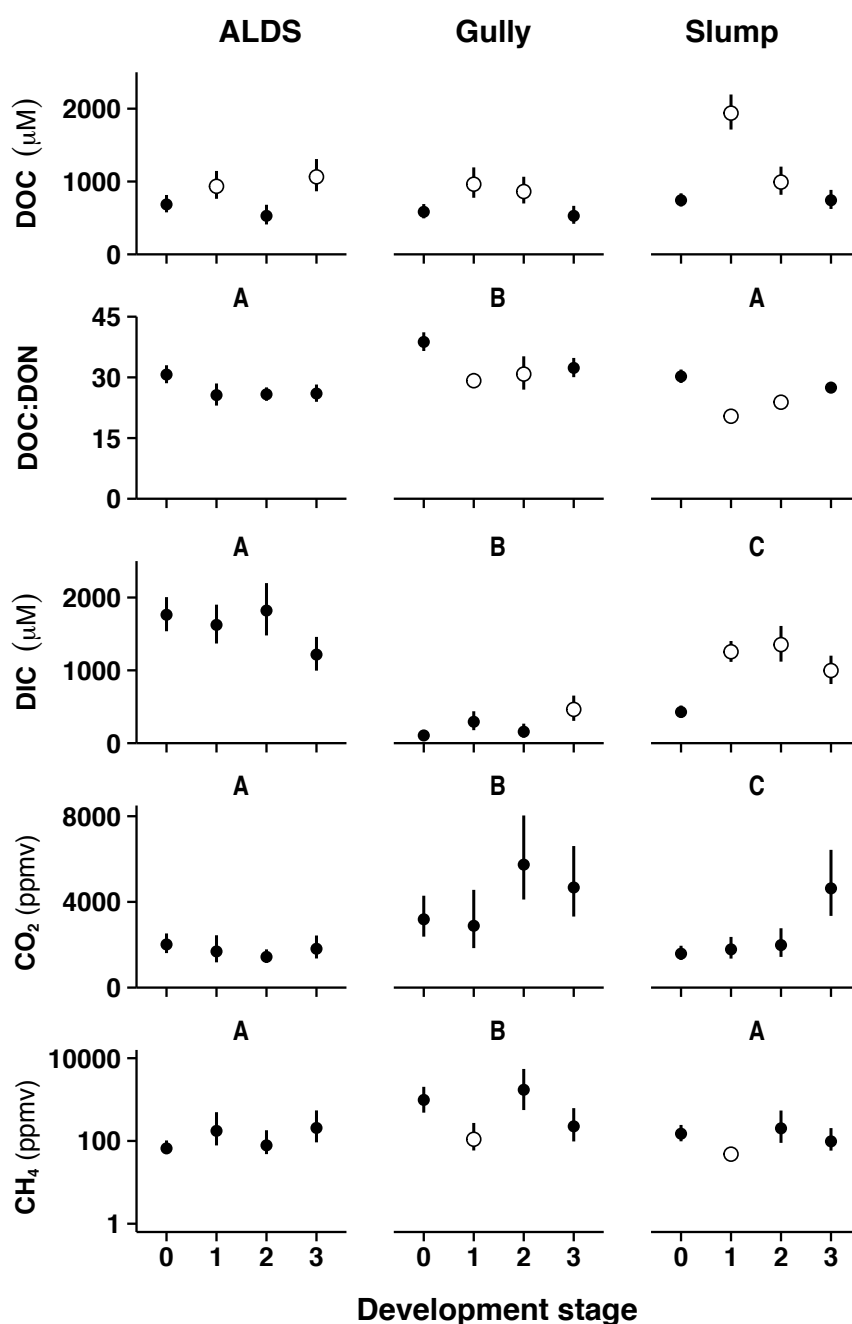 ALDS Gully Slump
DOC (μM)
2000
1000
0
A B A
DOC:DON
45
30
15
0
A B C
DIC (μM)
2000
1000
0
A B C
CO₂ (ppmv)
8000
4000
0
A B A
CH₄ (ppmv)
10000
100
1
0 1 2 3 0 1 2 3 0 1 2 3
Development stage